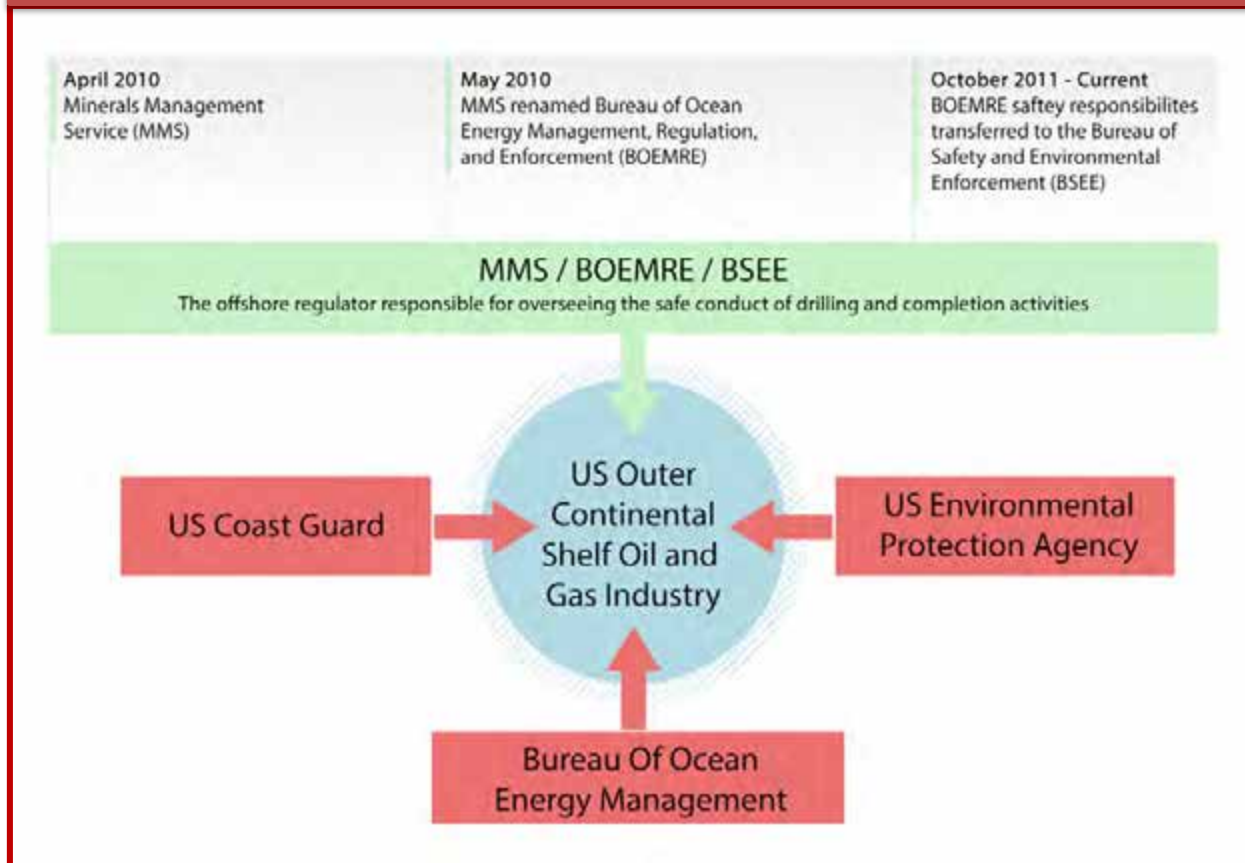 April 2010
Minerals Management
Service (MMS)
May 2010
MMS renamed Bureau of Ocean
Energy Management, Regulation,
and Enforcement (BOEMRE)
October 2011 - Current
BOEMRE saftey responsibilites
transferred to the Bureau of
Safety and Environmental
Enforcement (BSEE)
MMS / BOEMRE / BSEE
The offshore regulator responsible for overseeing the safe conduct of drilling and completion activities
US Coast Guard
US Outer
Continental
Shelf Oil and
Gas Industry
US Environmental
Protection Agency
Bureau Of Ocean
Energy Management